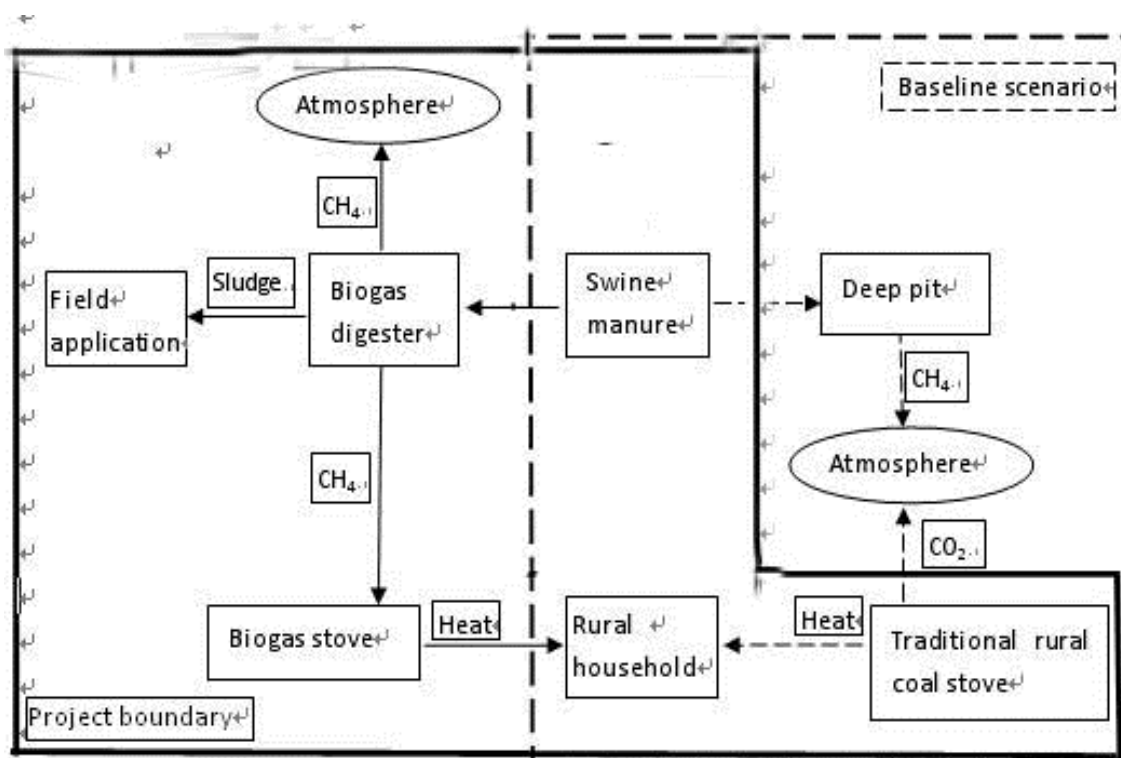 Atmosphere
Baseline scenario
CH₄
Field
application
Sludge
Biogas
digester
Swine
manure
Deep pit
CH₄
CH₄
Atmosphere
CO₂
Biogas stove
Heat
Rural
household
Heat
Traditional rural
coal stove
Project boundary